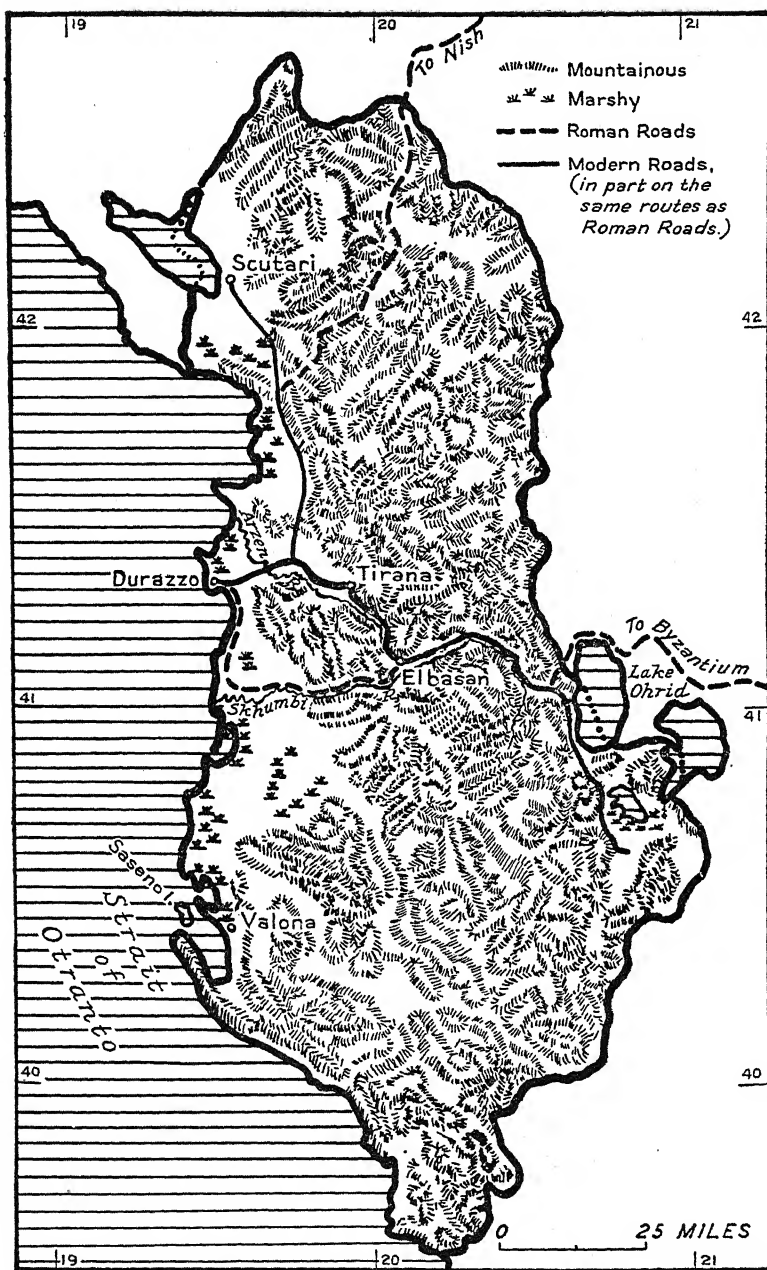 19 20 21
To Nish
Mountainous
Marshy
Roman Roads
Modern Roads,
(in part on the
same routes as
Roman Roads.)
Scutari
42 42
Arzen
Durazzo
Tirana
To Byzantium
Lake
Ohrid
Elbasan
41 41
Skhumbi R.
Saseno I.
Valona
Strait
of
Otranto
40 40
0 25 MILES
19 20 21